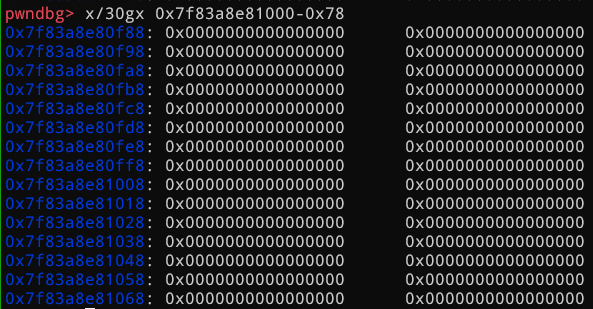 pwndbg> x/30gx 0x7f83a8e81000-0x78
0x7f83a8e80f88: 0x0000000000000000 0x0000000000000000
0x7f83a8e80f98: 0x0000000000000000 0x0000000000000000
0x7f83a8e80fa8: 0x0000000000000000 0x0000000000000000
0x7f83a8e80fb8: 0x0000000000000000 0x0000000000000000
0x7f83a8e80fc8: 0x0000000000000000 0x0000000000000000
0x7f83a8e80fd8: 0x0000000000000000 0x0000000000000000
0x7f83a8e80fe8: 0x0000000000000000 0x0000000000000000
0x7f83a8e80ff8: 0x0000000000000000 0x0000000000000000
0x7f83a8e81008: 0x0000000000000000 0x0000000000000000
0x7f83a8e81018: 0x0000000000000000 0x0000000000000000
0x7f83a8e81028: 0x0000000000000000 0x0000000000000000
0x7f83a8e81038: 0x0000000000000000 0x0000000000000000
0x7f83a8e81048: 0x0000000000000000 0x0000000000000000
0x7f83a8e81058: 0x0000000000000000 0x0000000000000000
0x7f83a8e81068: 0x0000000000000000 0x0000000000000000